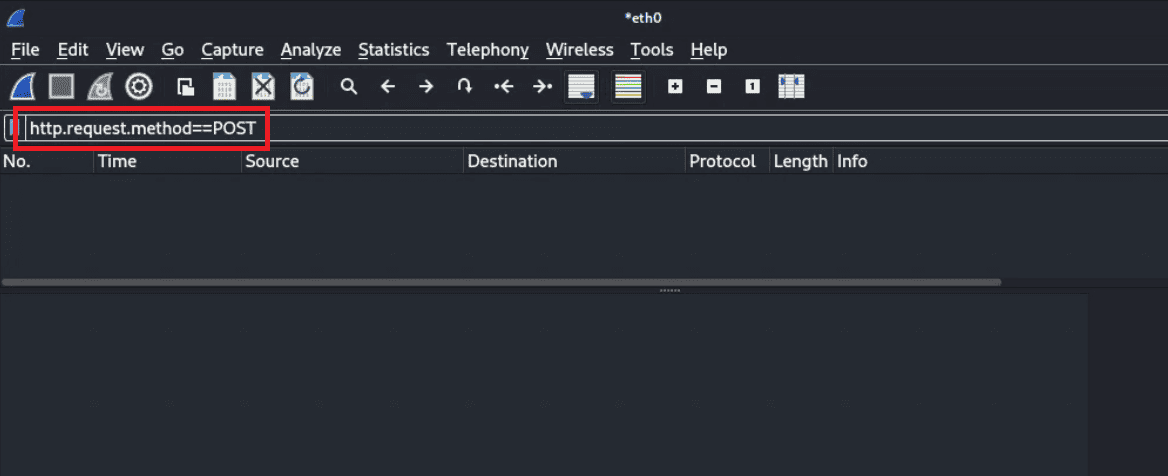 *eth0
File Edit View Go Capture Analyze Statistics Telephony Wireless Tools Help
http.request.method==POST
No. Time Source Destination Protocol Length Info